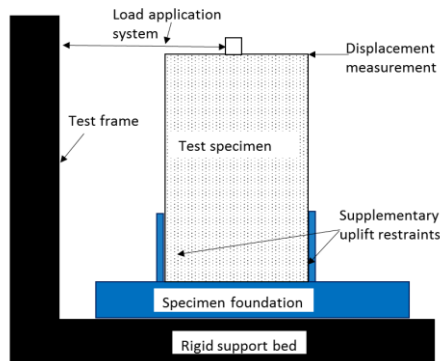 Load application
system
Displacement
measurement
Test frame
Test specimen
Supplementary
uplift restraints
Specimen foundation
Rigid support bed